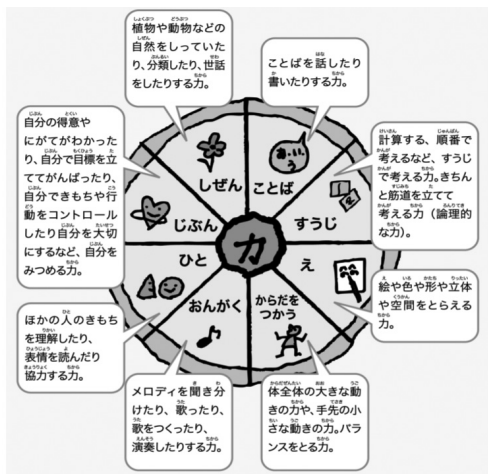 植物や動物などの
自然をしっていた
り、分類したり、世話
をしたりする力。
ことばを話したり
書いたりする力。
自分の得意や
にがてがわかった
り、自分で目標を立
ててがんばったり、
自分できもちや行
動をコントロール
したり自分を大切
にするなど、自分を
みつめる力。
計算する、順番で
考えるなど、すうじ
で考える力。きちん
と筋道を立てて
考える力（論理的
な力）。
しぜん
ことば
あ、い、う
じぶん
すうじ
1
2
力
ひと
え
おんがく
からだを
つかう
ほかの人のきもち
を理解したり、
表情を読んだり
協力する力。
絵や色や形や立体
や空間をとらえる
力。
メロディを聞き分
けたり、歌ったり、
歌をつくったり、
演奏したりする力。
体全体の大きな動
きの力や、手先の小
さな動きの力。バラ
ンスをとる力。